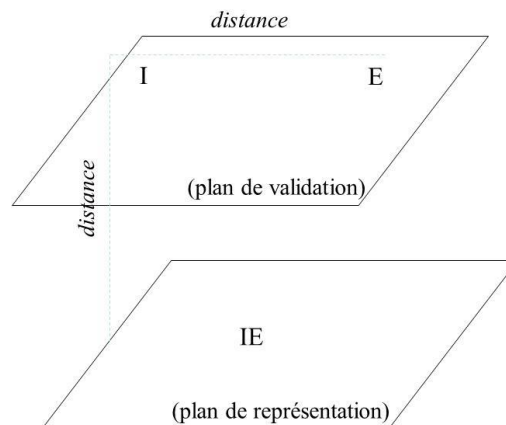 distance
I E
(plan de validation)
distance
IE
(plan de représentation)